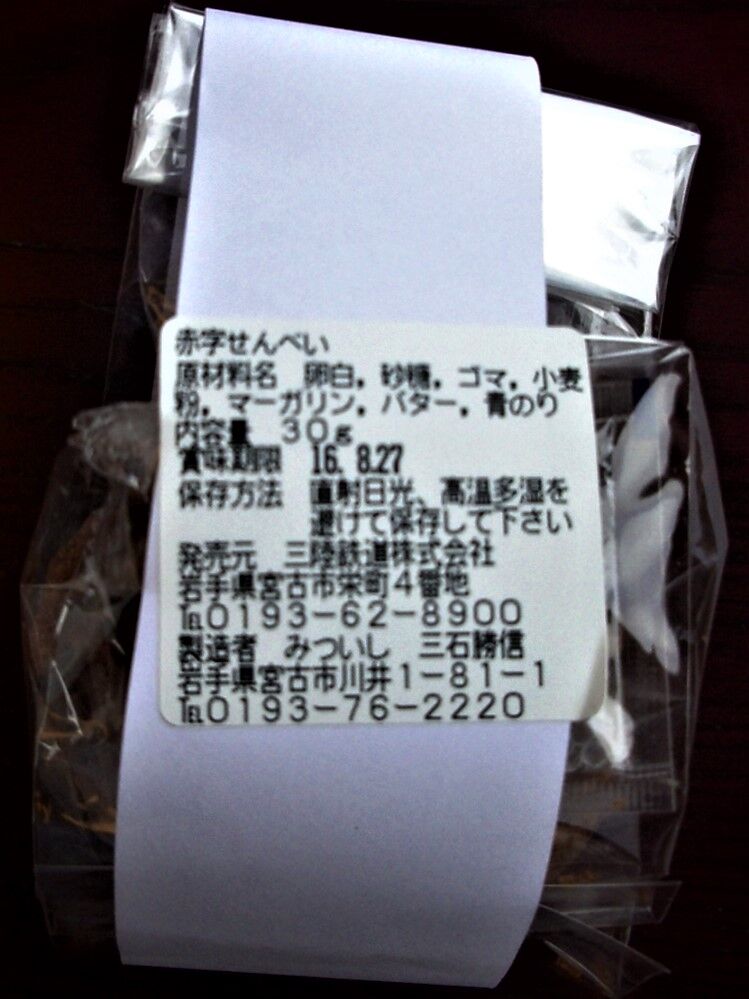 赤字せんべい
原材料名　卵白，砂糖，ゴマ，小麦
粉，マーガリン，バター，青のり
内容量　３０ｇ
賞味期限　16. 8.27
保存方法　直射日光、高温多湿を
避けて保存して下さい
発売元　三陸鉄道株式会社
岩手県宮古市栄町４番地
℡０１９３－６２－８９００
製造者　みついし　三石勝信
岩手県宮古市川井１－８１－１
℡０１９３－７６－２２２０